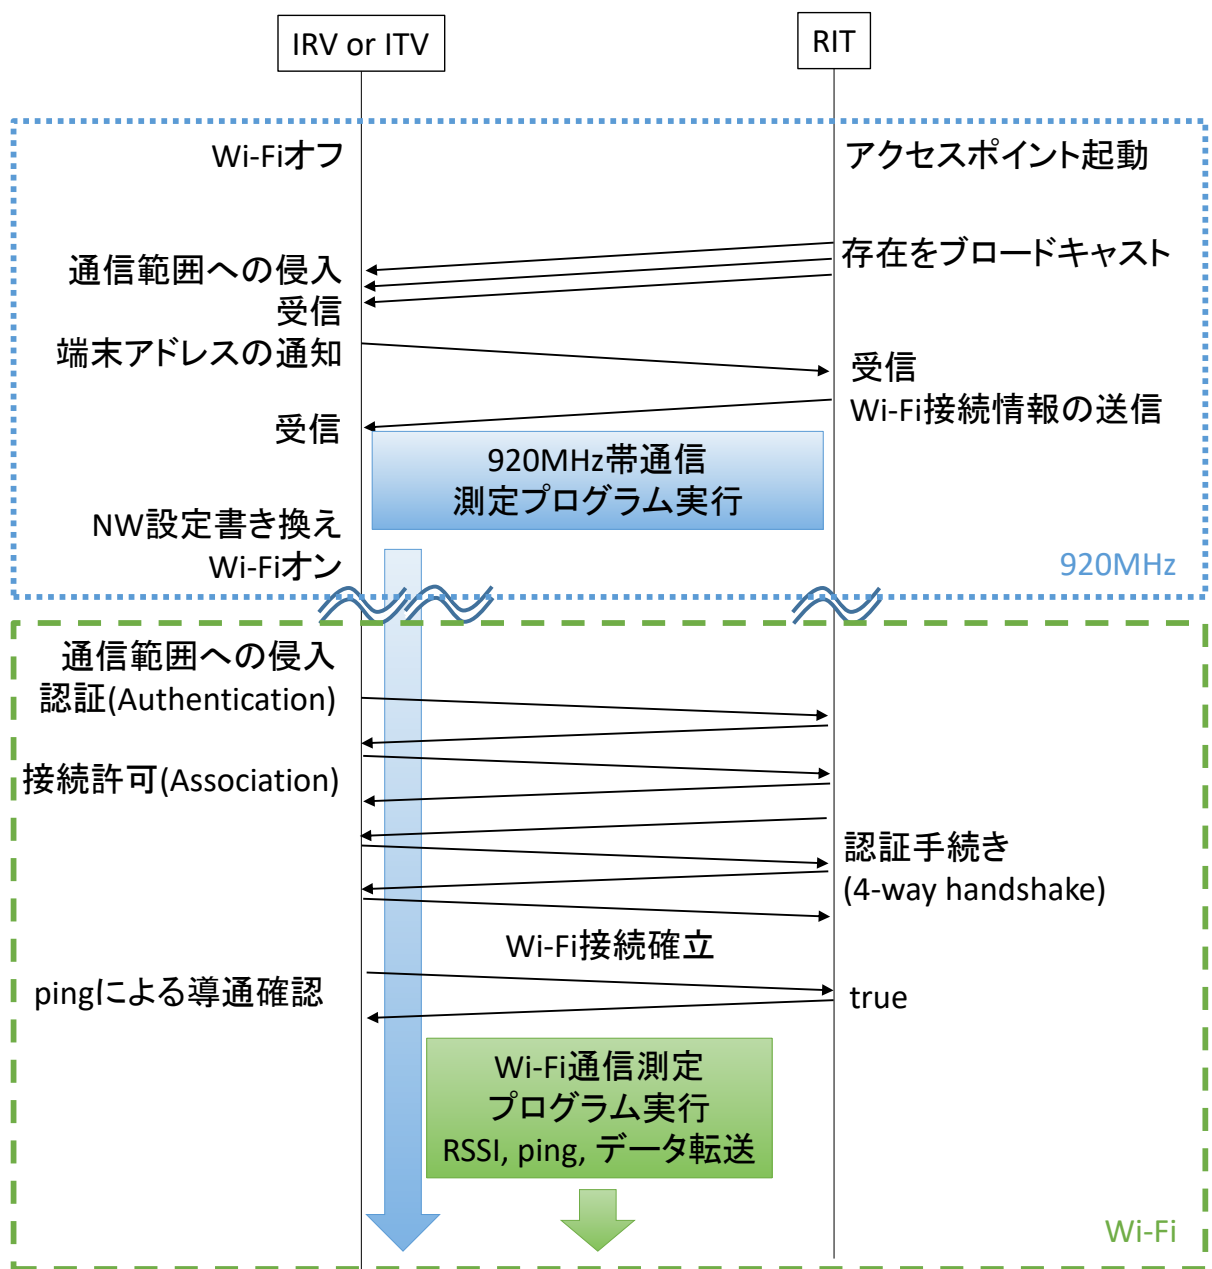 IRV or ITV
RIT
Wi-Fiオフ
アクセスポイント起動
存在をブロードキャスト
通信範囲への侵入
受信
端末アドレスの通知
受信
Wi-Fi接続情報の送信
受信
920MHz帯通信
測定プログラム実行
NW設定書き換え
Wi-Fiオン
920MHz
通信範囲への侵入
認証(Authentication)
接続許可(Association)
認証手続き
(4-way handshake)
Wi-Fi接続確立
pingによる導通確認
true
Wi-Fi通信測定
プログラム実行
RSSI, ping, データ転送
Wi-Fi